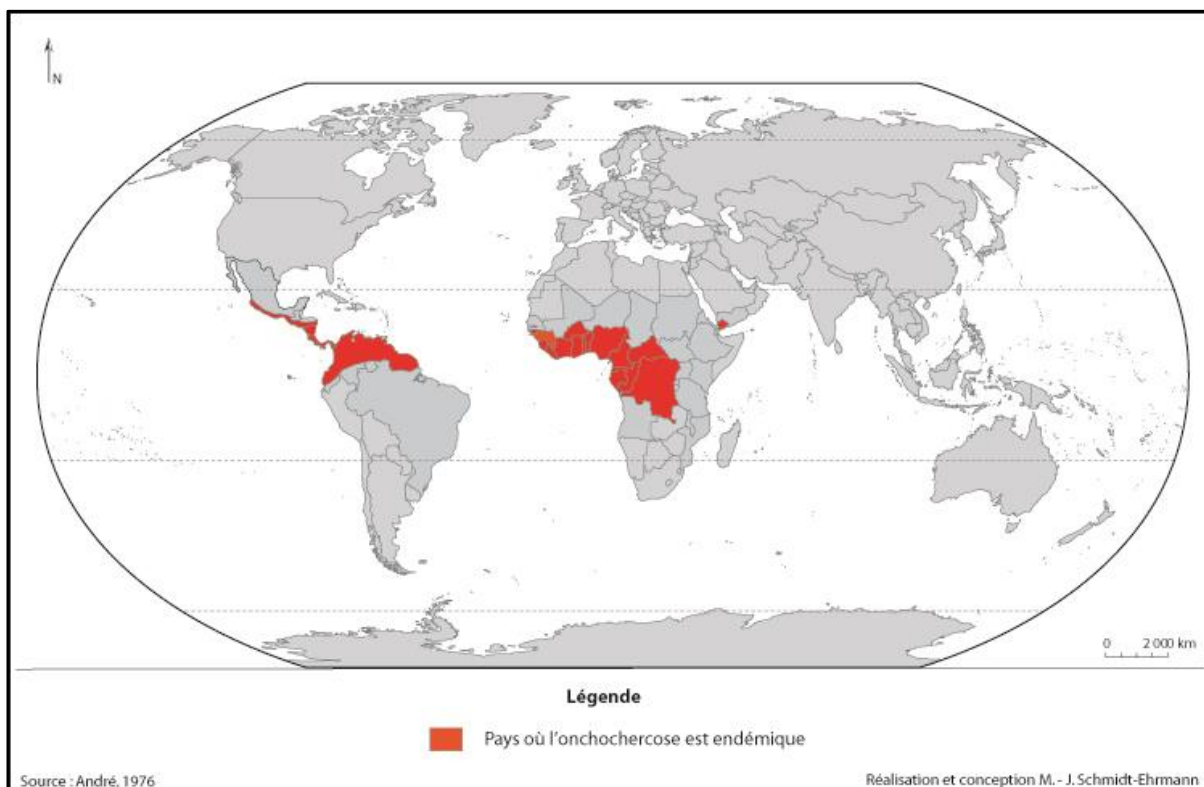 N
0 2 000 km
Légende
Pays où l'onchochercose est endémique
Source : André, 1976
Réalisation et conception M. - J. Schmidt-Ehrmann